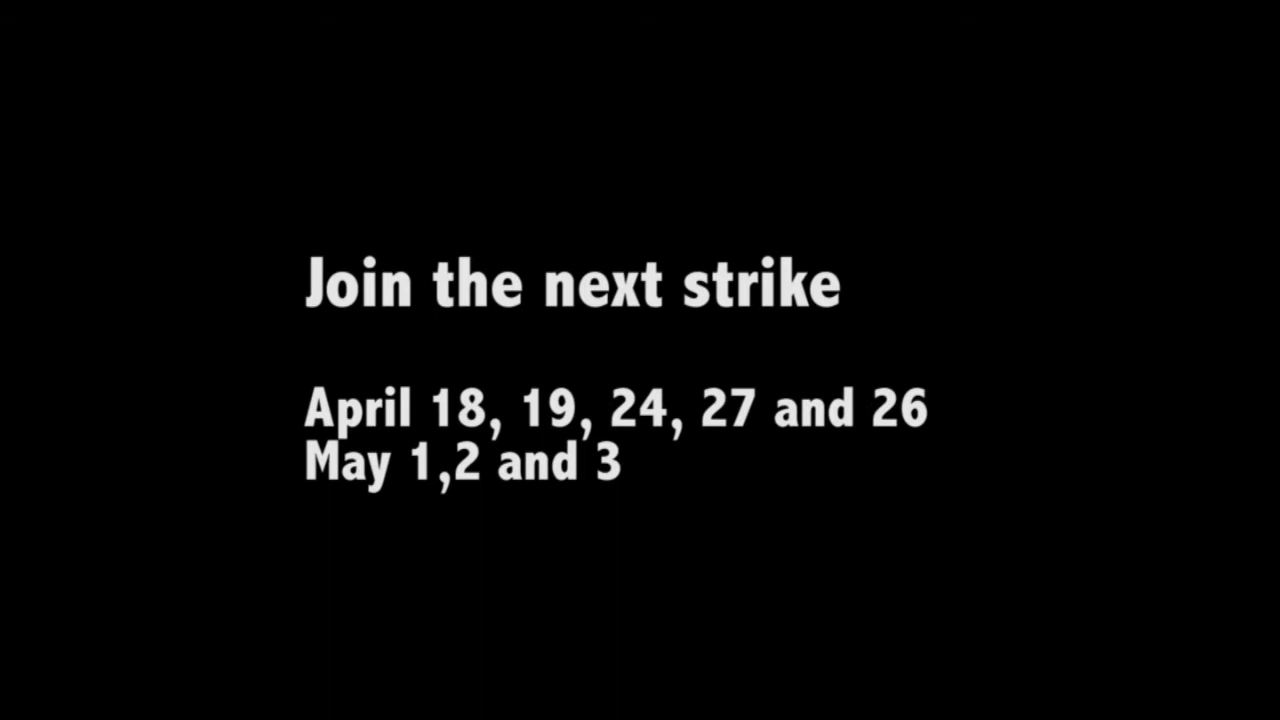 Join the next strike
April 18, 19, 24, 27 and 26
May 1,2 and 3